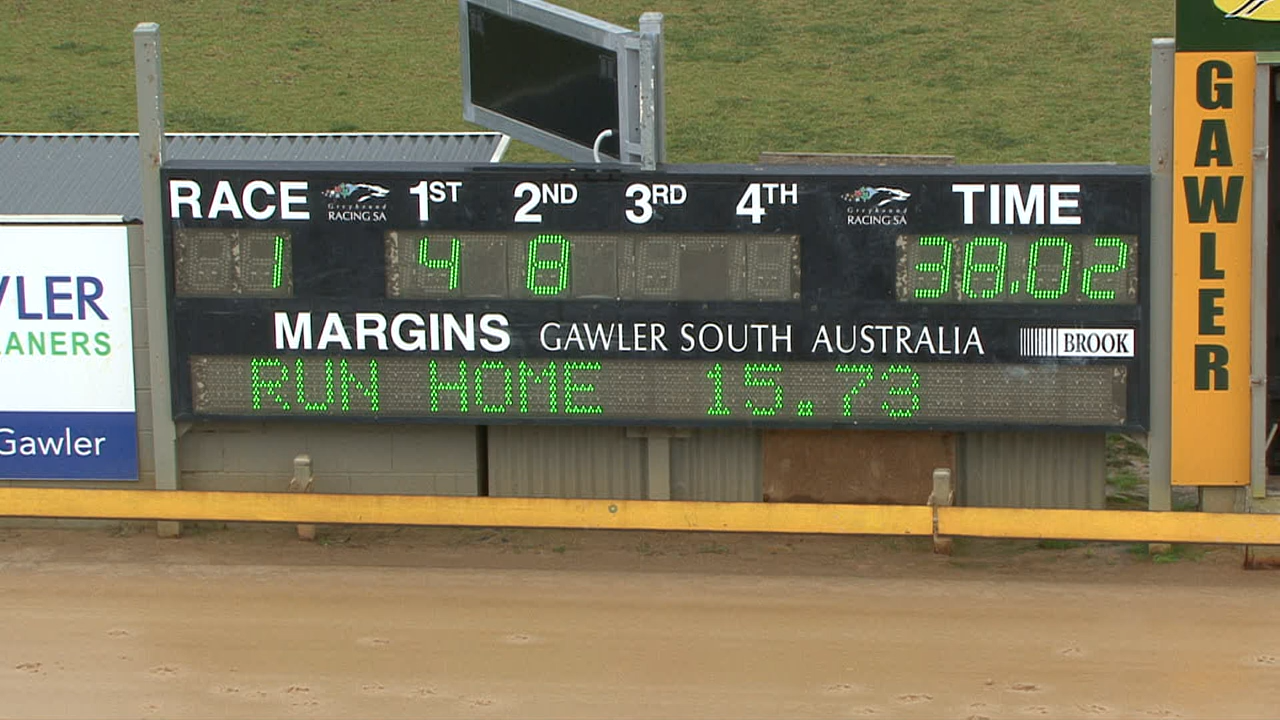 RACE 1ST 2ND 3RD 4TH TIME
Greyhound RACING SA Greyhound RACING SA
1 4 8 38.02
MARGINS GAWLER SOUTH AUSTRALIA BROOK
RUN HOME 15.73
GAWLER
WLER
EANERS
Gawler